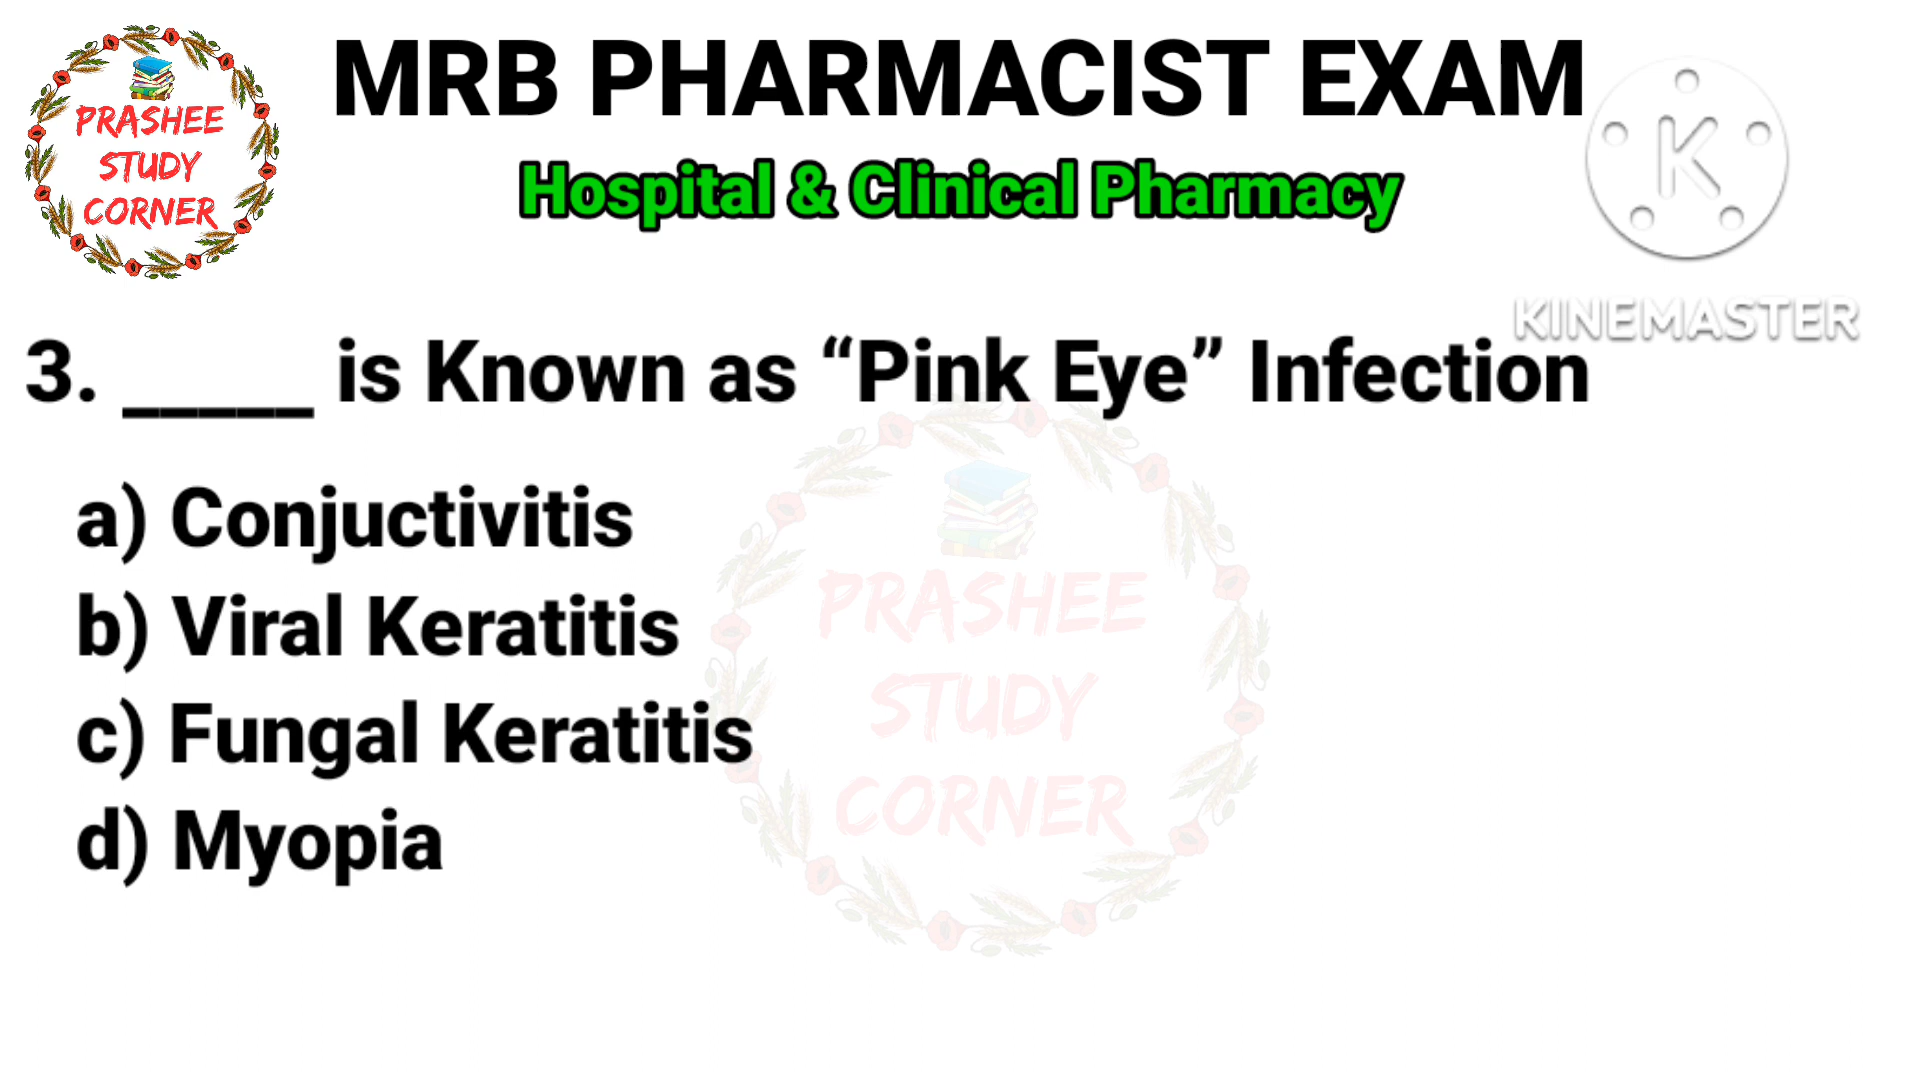 PRASHEE
STUDY
CORNER
MRB PHARMACIST EXAM
Hospital & Clinical Pharmacy
K
KINEMASTER
3. _____ is Known as “Pink Eye” Infection
a) Conjuctivitis
b) Viral Keratitis
c) Fungal Keratitis
d) Myopia
PRASHEE
STUDY
CORNER